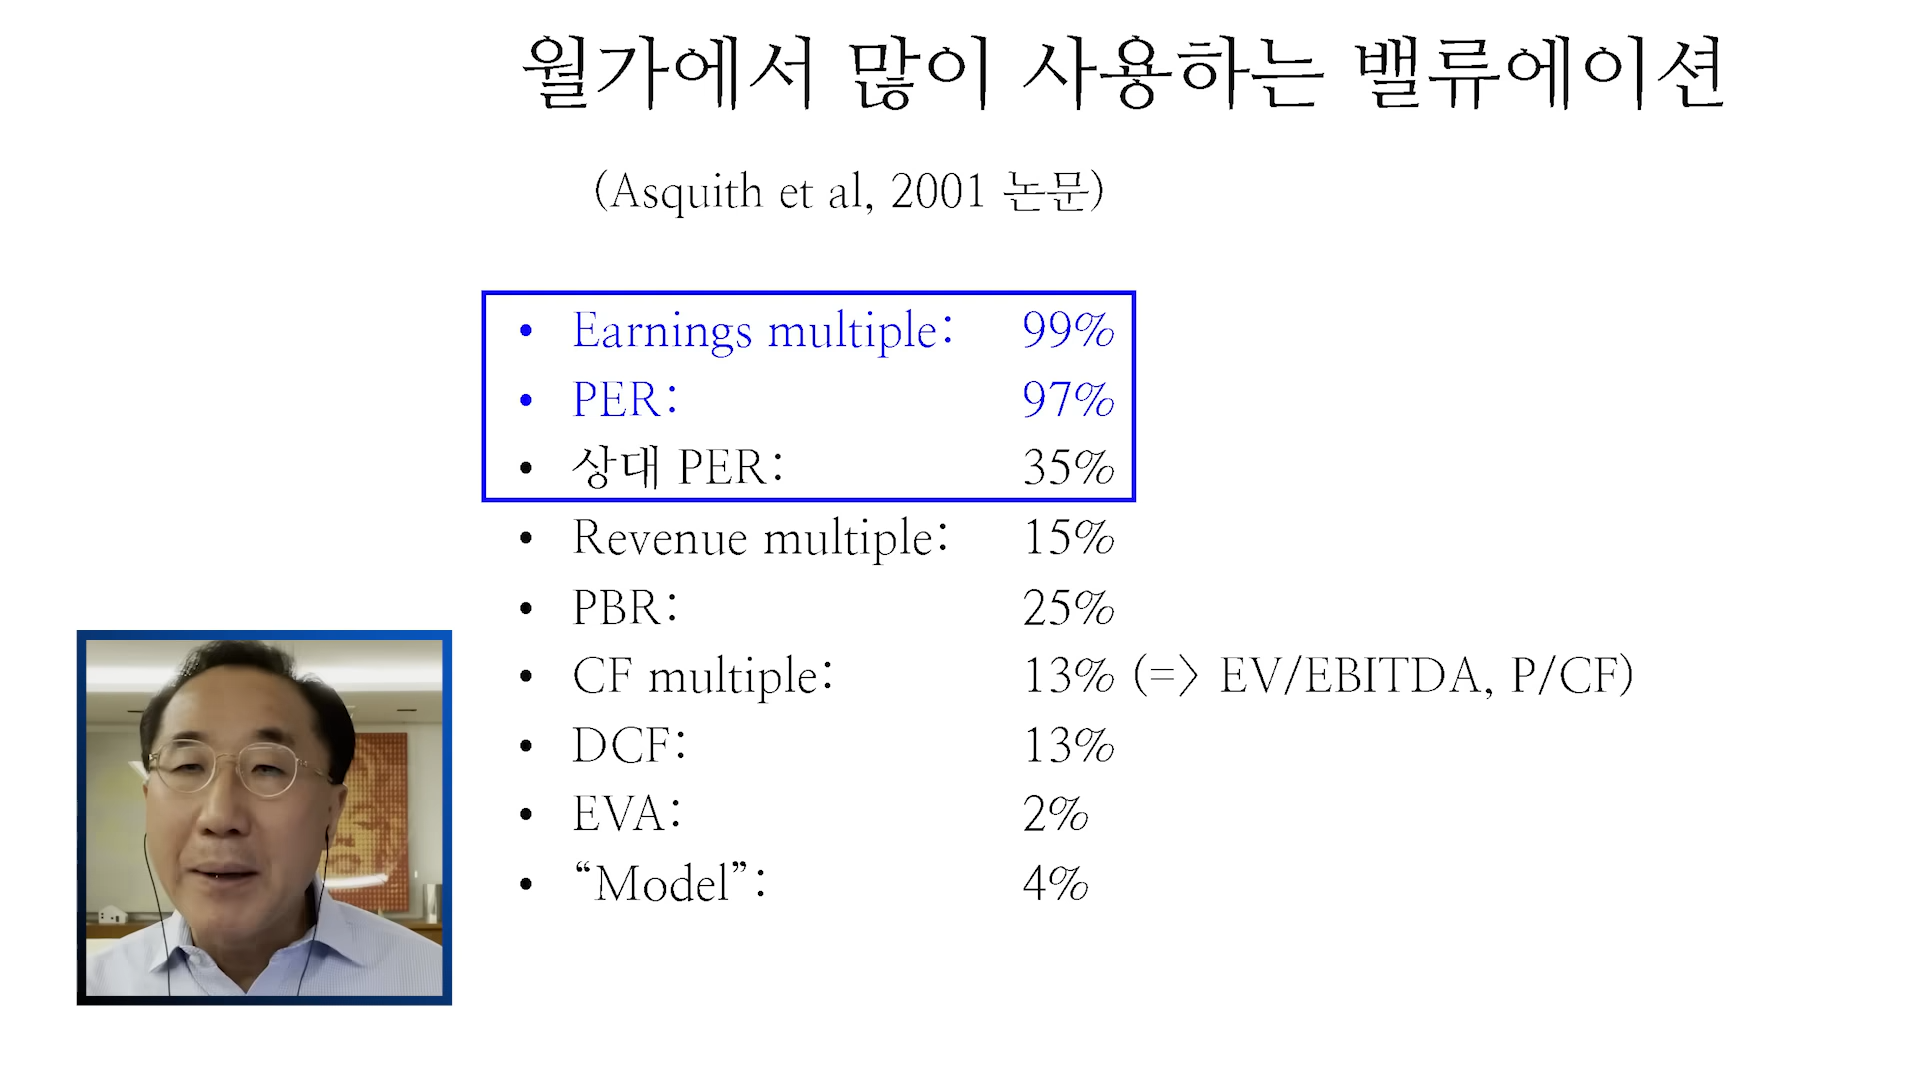 월가에서 많이 사용하는 밸류에이션
(Asquith et al, 2001 논문)
• Earnings multiple: 99%
• PER: 97%
• 상대 PER: 35%
• Revenue multiple: 15%
• PBR: 25%
• CF multiple: 13% (=> EV/EBITDA, P/CF)
• DCF: 13%
• EVA: 2%
• “Model”: 4%